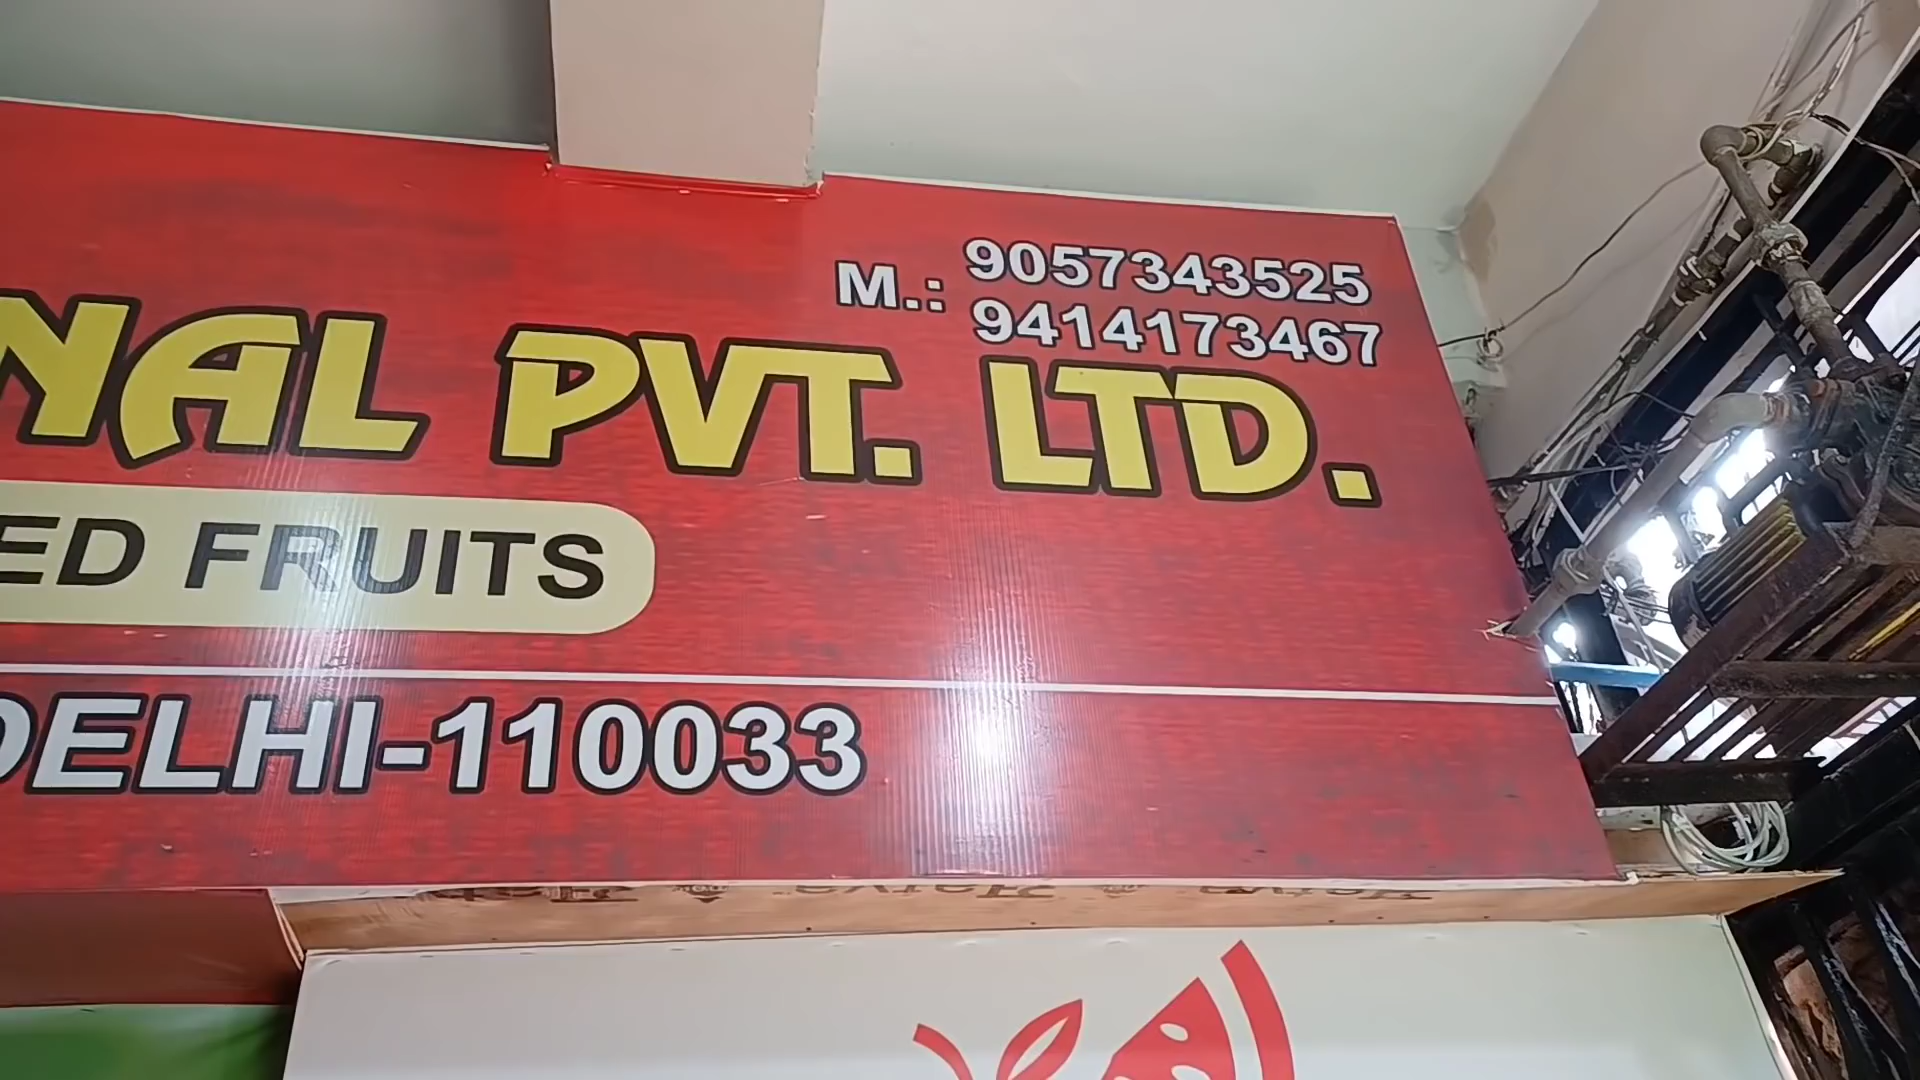 M.: 9057343525
9414173467
NAL PVT. LTD.
ED FRUITS
DELHI-110033